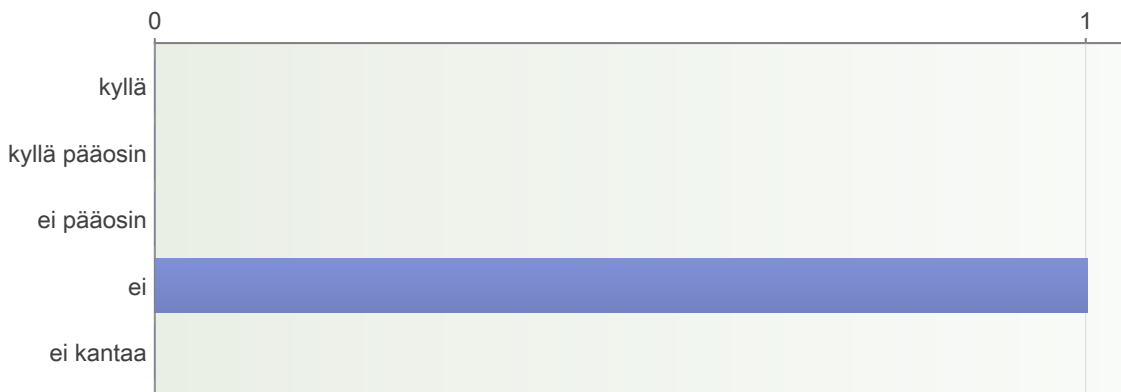 0 1
kyllä
kyllä pääosin
ei pääosin
ei
ei kantaa